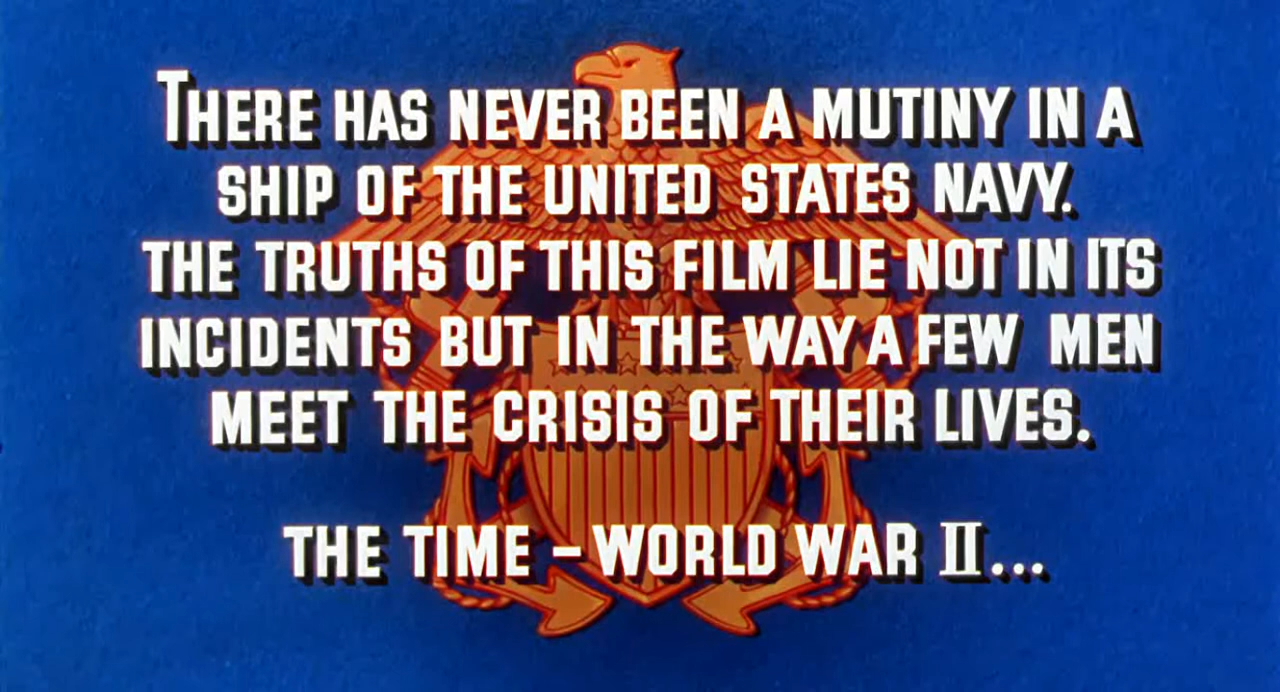 THERE HAS NEVER BEEN A MUTINY IN A
SHIP OF THE UNITED STATES NAVY.
THE TRUTHS OF THIS FILM LIE NOT IN ITS
INCIDENTS BUT IN THE WAY A FEW MEN
MEET THE CRISIS OF THEIR LIVES.
THE TIME – WORLD WAR II...